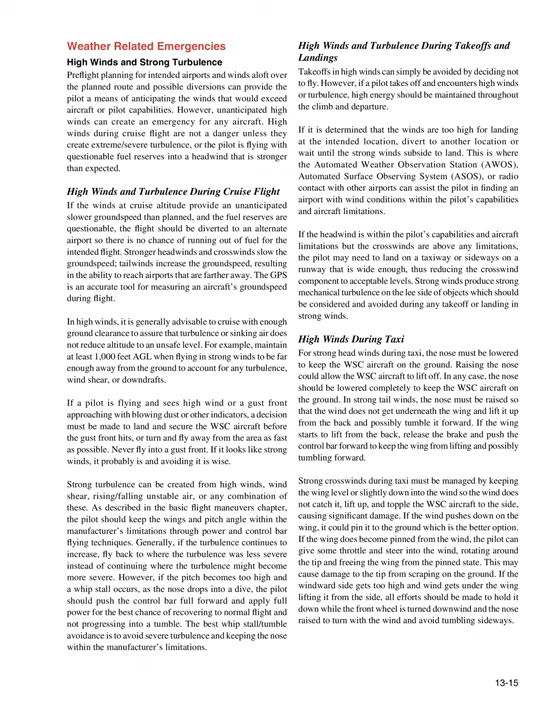 Weather Related Emergencies
High Winds and Strong Turbulence
Preflight planning for intended airports and winds aloft over
the planned route and possible diversions can provide the
pilot a means of anticipating the winds that would exceed
aircraft or pilot capabilities. However, unanticipated high
winds can create an emergency for any aircraft. High
winds during cruise flight are not a danger unless they
create extreme/severe turbulence, or the pilot is flying with
questionable fuel reserves into a headwind that is stronger
than expected.
High Winds and Turbulence During Cruise Flight
If the winds at cruise altitude provide an unanticipated
slower groundspeed than planned, and the fuel reserves are
questionable, the flight should be diverted to an alternate
airport so there is no chance of running out of fuel for the
intended flight. Stronger headwinds and crosswinds slow the
groundspeed; tailwinds increase the groundspeed, resulting
in the ability to reach airports that are farther away. The GPS
is an accurate tool for measuring an aircraft's groundspeed
during flight.
In high winds, it is generally advisable to cruise with enough
ground clearance to assure that turbulence or sinking air does
not reduce altitude to an unsafe level. For example, maintain
at least 1,000 feet AGL when flying in strong winds to be far
enough away from the ground to account for any turbulence,
wind shear, or downdrafts.
If a pilot is flying and sees high wind or a gust front
approaching with blowing dust or other indicators, a decision
must be made to land and secure the WSC aircraft before
the gust front hits, or turn and fly away from the area as fast
as possible. Never fly into a gust front. If it looks like strong
winds, it probably is and avoiding it is wise.
Strong turbulence can be created from high winds, wind
shear, rising/falling unstable air, or any combination of
these. As described in the basic flight maneuvers chapter,
the pilot should keep the wings and pitch angle within the
manufacturer's limitations through power and control bar
flying techniques. Generally, if the turbulence continues to
increase, fly back to where the turbulence was less severe
instead of continuing where the turbulence might become
more severe. However, if the pitch becomes too high and
a whip stall occurs, as the nose drops into a dive, the pilot
should push the control bar full forward and apply full
power for the best chance of recovering to normal flight and
not progressing into a tumble. The best whip stall/tumble
avoidance is to avoid severe turbulence and keeping the nose
within the manufacturer's limitations.
High Winds and Turbulence During Takeoffs and
Landings
Takeoffs in high winds can simply be avoided by deciding not
to fly. However, if a pilot takes off and encounters high winds
or turbulence, high energy should be maintained throughout
the climb and departure.
If it is determined that the winds are too high for landing
at the intended location, divert to another location or
wait until the strong winds subside to land. This is where
the Automated Weather Observation Station (AWOS),
Automated Surface Observing System (ASOS), or radio
contact with other airports can assist the pilot in finding an
airport with wind conditions within the pilot's capabilities
and aircraft limitations.
If the headwind is within the pilot's capabilities and aircraft
limitations but the crosswinds are above any limitations,
the pilot may need to land on a taxiway or sideways on a
runway that is wide enough, thus reducing the crosswind
component to acceptable levels. Strong winds produce strong
mechanical turbulence on the lee side of objects which should
be considered and avoided during any takeoff or landing in
strong winds.
High Winds During Taxi
For strong head winds during taxi, the nose must be lowered
to keep the WSC aircraft on the ground. Raising the nose
could allow the WSC aircraft to lift off. In any case, the nose
should be lowered completely to keep the WSC aircraft on
the ground. In strong tail winds, the nose must be raised so
that the wind does not get underneath the wing and lift it up
from the back and possibly tumble it forward. If the wing
starts to lift from the back, release the brake and push the
control bar forward to keep the wing from lifting and possibly
tumbling forward.
Strong crosswinds during taxi must be managed by keeping
the wing level or slightly down into the wind so the wind does
not catch it, lift up, and topple the WSC aircraft to the side,
causing significant damage. If the wind pushes down on the
wing, it could pin it to the ground which is the better option.
If the wing does become pinned from the wind, the pilot can
give some throttle and steer into the wind, rotating around
the tip and freeing the wing from the pinned state. This may
cause damage to the tip from scraping on the ground. If the
windward side gets too high and wind gets under the wing
lifting it from the side, all efforts should be made to hold it
down while the front wheel is turned downwind and the nose
raised to turn with the wind and avoid tumbling sideways.
13-15